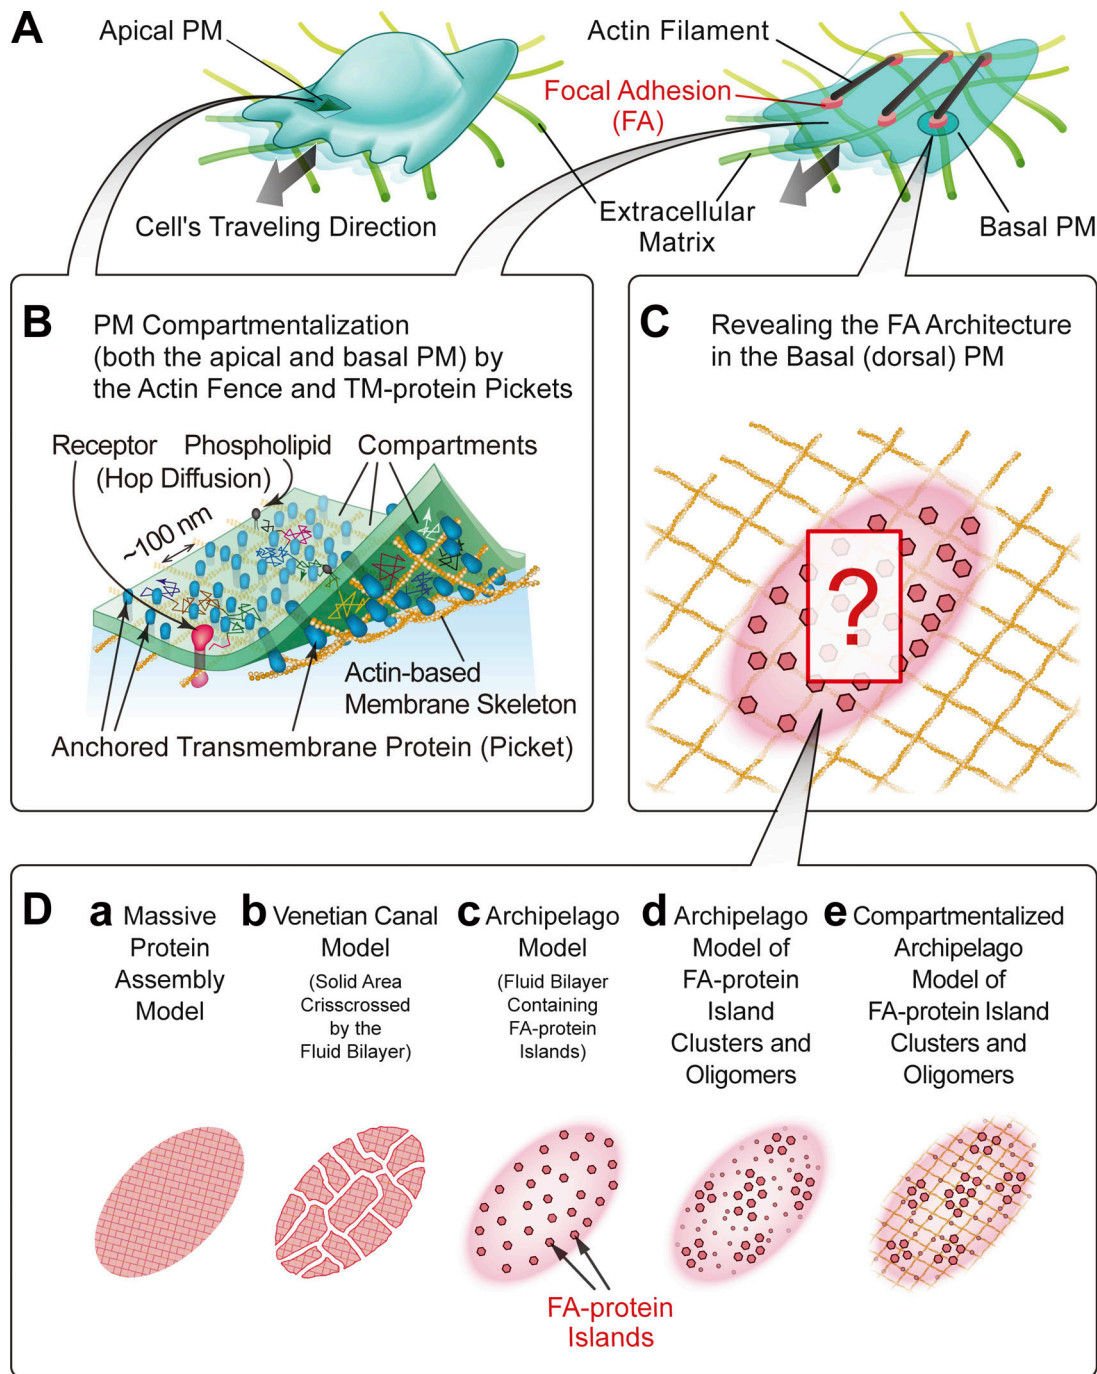 A
Apical PM
Cell's Traveling Direction
Actin Filament
Focal Adhesion
(FA)
Extracellular
Matrix
Basal PM
B
PM Compartmentalization
(both the apical and basal PM) by
the Actin Fence and TM-protein Pickets
Receptor Phospholipid Compartments
(Hop Diffusion)
~100 nm
Actin-based
Membrane Skeleton
Anchored Transmembrane Protein (Picket)
C
Revealing the FA Architecture
in the Basal (dorsal) PM
?
D
a Massive
Protein
Assembly
Model
b Venetian Canal
Model
(Solid Area
Crisscrossed
by the
Fluid Bilayer)
c Archipelago
Model
(Fluid Bilayer
Containing
FA-protein
Islands)
FA-protein
Islands
d Archipelago
Model of
FA-protein
Island
Clusters and
Oligomers
e Compartmentalized
Archipelago
Model of
FA-protein Island
Clusters and
Oligomers